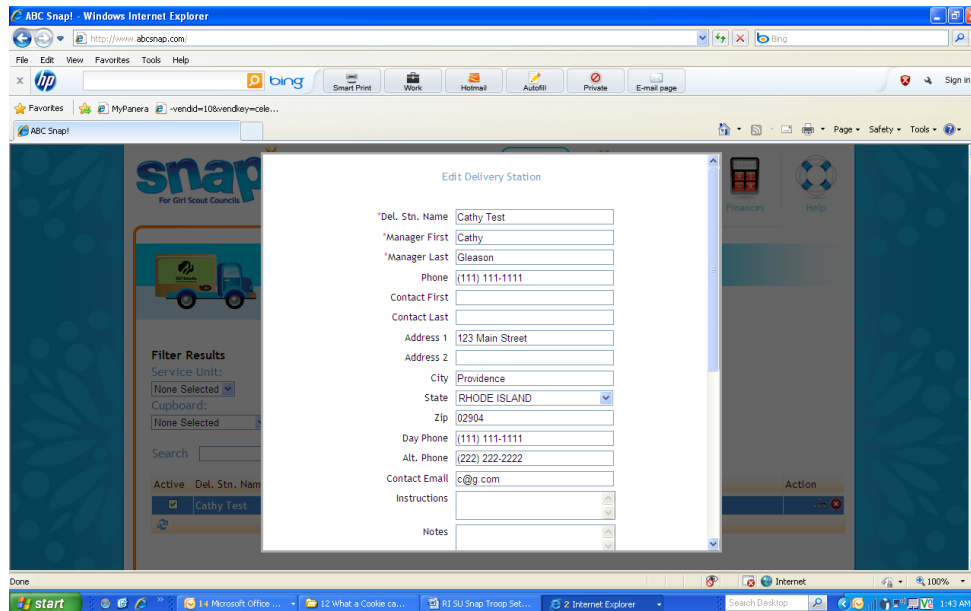 ABC Snap! - Windows Internet Explorer
http://www.abcsnap.com/
Bing
File Edit View Favorites Tools Help
x hp bing Smart Print Work Hotmail Autofill Private E-mail page Sign in
Favorites MyPanera -vendid=10&vendkey=cele...
ABC Snap! Page Safety Tools
snap
For Girl Scout Councils
Finances Help
Edit Delivery Station
*Del. Stn. Name Cathy Test
*Manager First Cathy
*Manager Last Gleason
Phone (111) 111-1111
Contact First
Contact Last
Address 1 123 Main Street
Address 2
City Providence
State RHODE ISLAND
Zip 02904
Day Phone (111) 111-1111
Alt. Phone (222) 222-2222
Contact Email c@g.com
Instructions
Notes
Filter Results
Service Unit:
None Selected
Cupboard:
None Selected
Search
Active Del. Stn. Nam Action
Cathy Test
Done Internet 100%
start 14 Microsoft Office ... 12 What a Cookie ca... RI SU Snap Troop Set... 2 Internet Explorer Search Desktop 1:43 AM